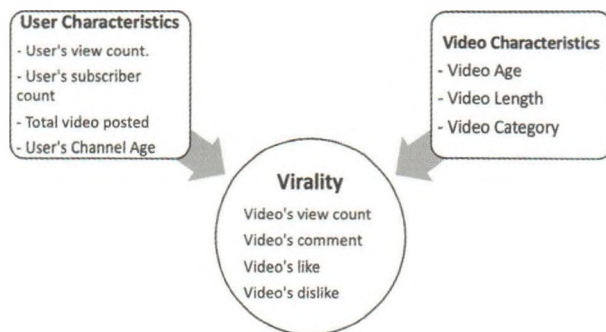 User Characteristics
- User's view count.
- User's subscriber
count
- Total video posted
- User's Channel Age
Video Characteristics
- Video Age
- Video Length
- Video Category
Virality
Video's view count
Video's comment
Video's like
Video's dislike